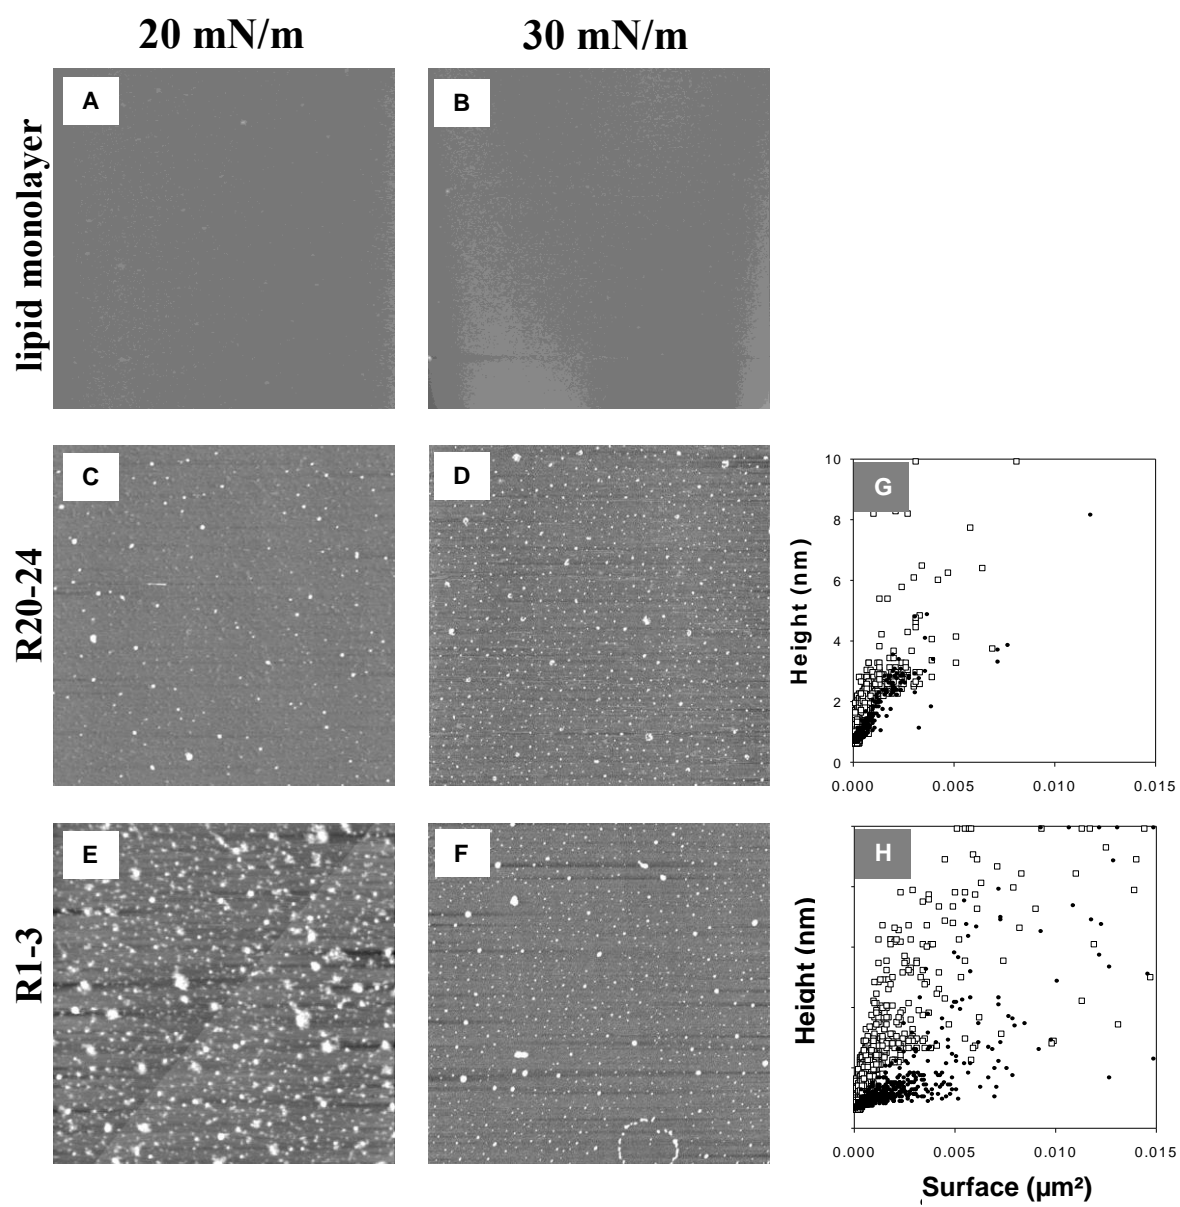 20 mN/m
30 mN/m
lipid monolayer
A
B
R20-24
C
D
G
Height (nm)
10
8
6
4
2
0
0.000 0.005 0.010 0.015
R1-3
E
F
H
Height (nm)
0.000 0.005 0.010 0.015
Surface (µm²)